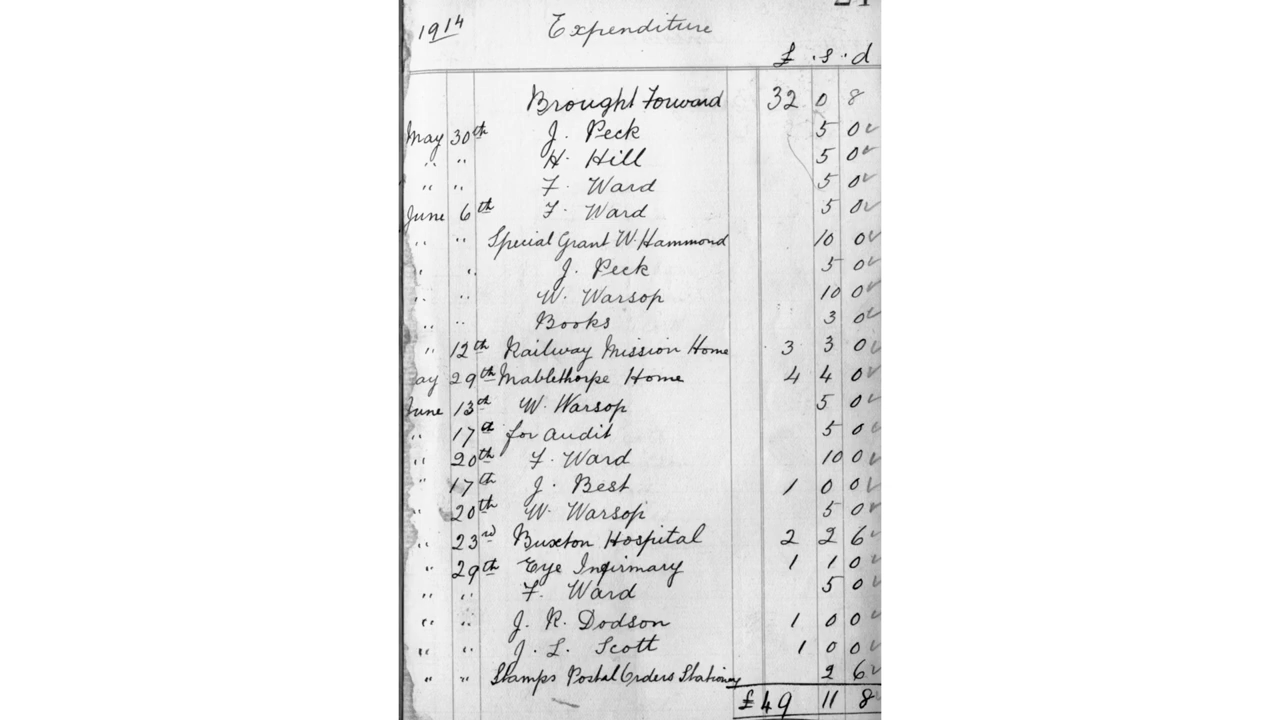 1914 Expenditure
£ . s . d
Brought Forward 32 0 8
May 30th J. Peck 5 0
" " H. Hill 5 0
" " F. Ward 5 0
June 6th F. Ward 5 0
" " Special Grant W. Hammond 10 0
" " J. Peck 5 0
" " W. Warsop 10 0
" " Books 3 0
" 12th Railway Mission Home 3 3 0
ay 29th Mablethorpe Home 4 4 0
June 13th W. Warsop 5 0
" 17th for audit 5 0
" 20th F. Ward 10 0
" 17th J. Best 1 0 0
" 20th W. Warsop 5 0
" 23rd Buxton Hospital 2 2 6
" 29th Eye Infirmary 1 1 0
" " F. Ward 5 0
" " J. R. Dodson 1 0 0
" " J. L. Scott 1 0 0
" " Stamps Postal Orders Stationery 2 6
£49 11 8